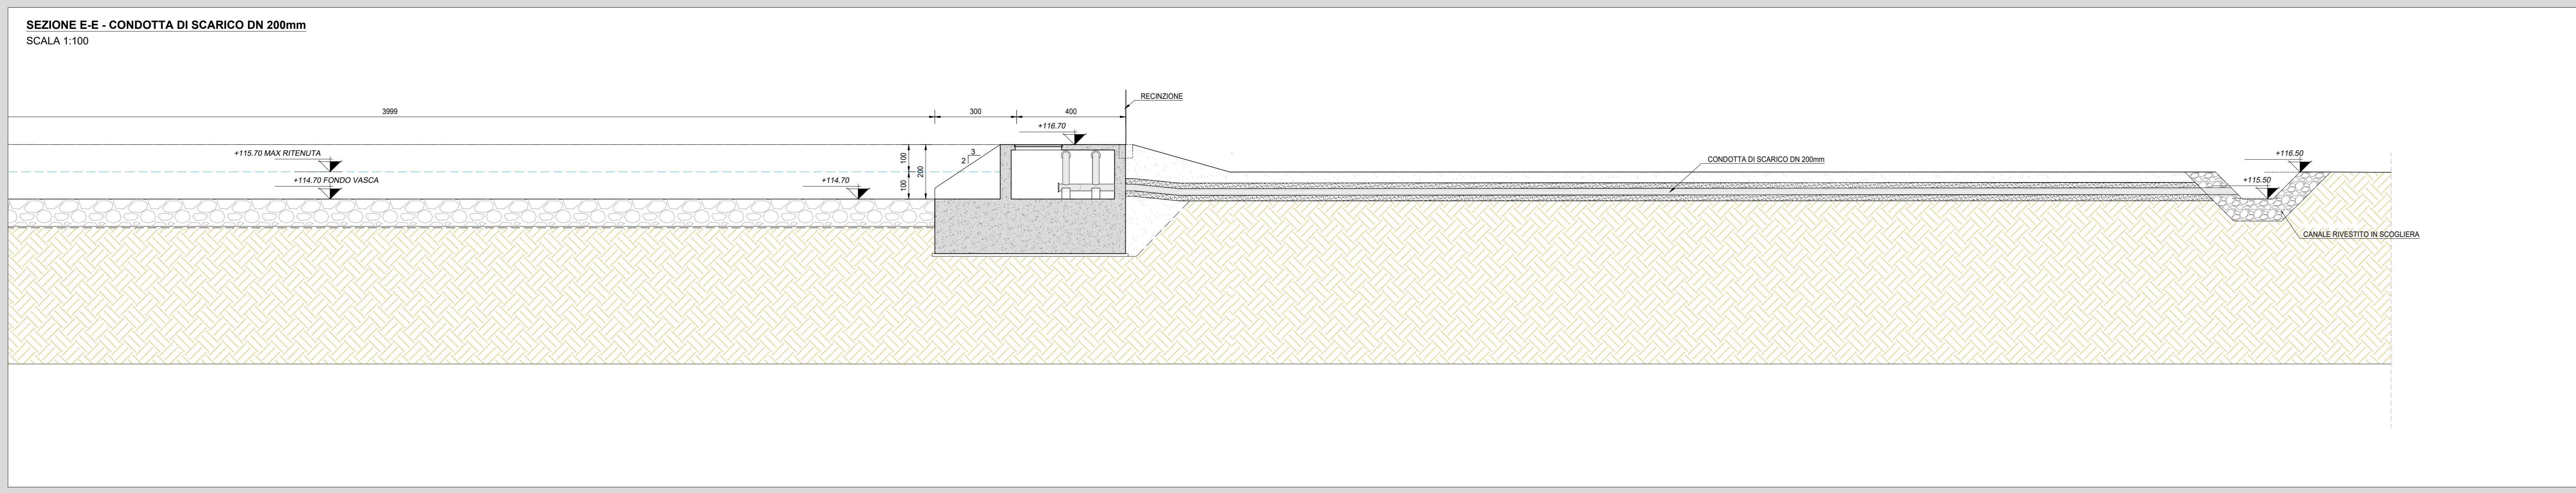 SEZIONE E-E - CONDOTTA DI SCARICO DN 200mm
SCALA 1:100
RECINZIONE
3999
300
400
+116.70
+115.70 MAX RITENUTA
3
2
100
200
100
+114.70 FONDO VASCA
+114.70
CONDOTTA DI SCARICO DN 200mm
+116.50
+115.50
CANALE RIVESTITO IN SCOGLIERA